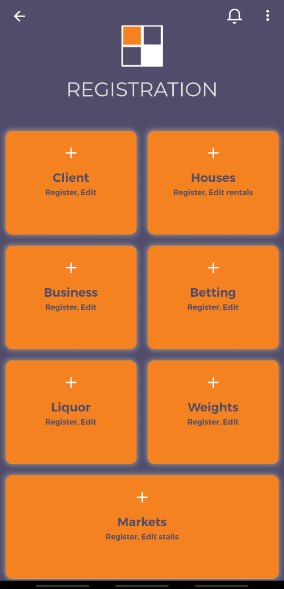 REGISTRATION
Client
Register, Edit
Houses
Register, Edit rentals
Business
Register, Edit
Betting
Register, Edit
Liquor
Register, Edit
Weights
Register, Edit
Markets
Register, Edit stalls